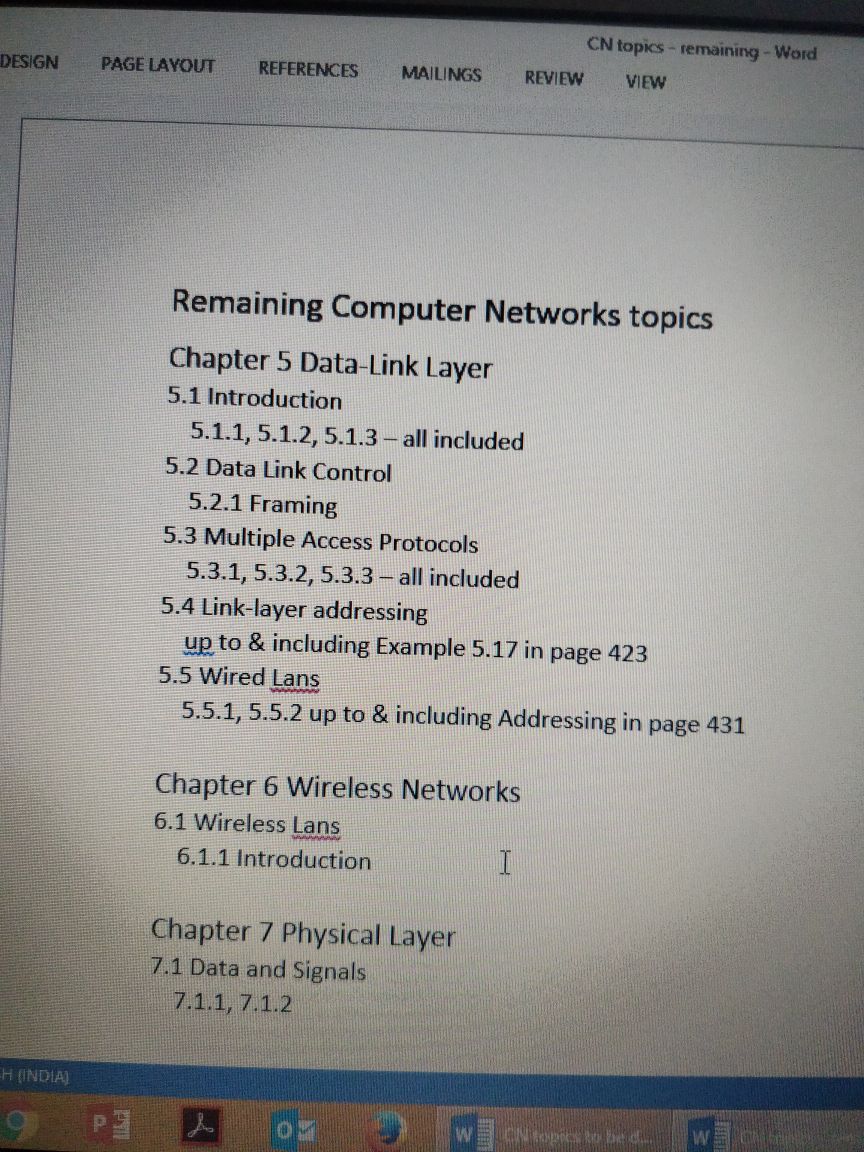 CN topics - remaining - Word
DESIGN PAGE LAYOUT REFERENCES MAILINGS REVIEW VIEW
Remaining Computer Networks topics
Chapter 5 Data-Link Layer
5.1 Introduction
5.1.1, 5.1.2, 5.1.3 – all included
5.2 Data Link Control
5.2.1 Framing
5.3 Multiple Access Protocols
5.3.1, 5.3.2, 5.3.3 – all included
5.4 Link-layer addressing
up to & including Example 5.17 in page 423
5.5 Wired Lans
5.5.1, 5.5.2 up to & including Addressing in page 431
Chapter 6 Wireless Networks
6.1 Wireless Lans
6.1.1 Introduction
Chapter 7 Physical Layer
7.1 Data and Signals
7.1.1, 7.1.2
H (INDIA)
CN topics to be d...